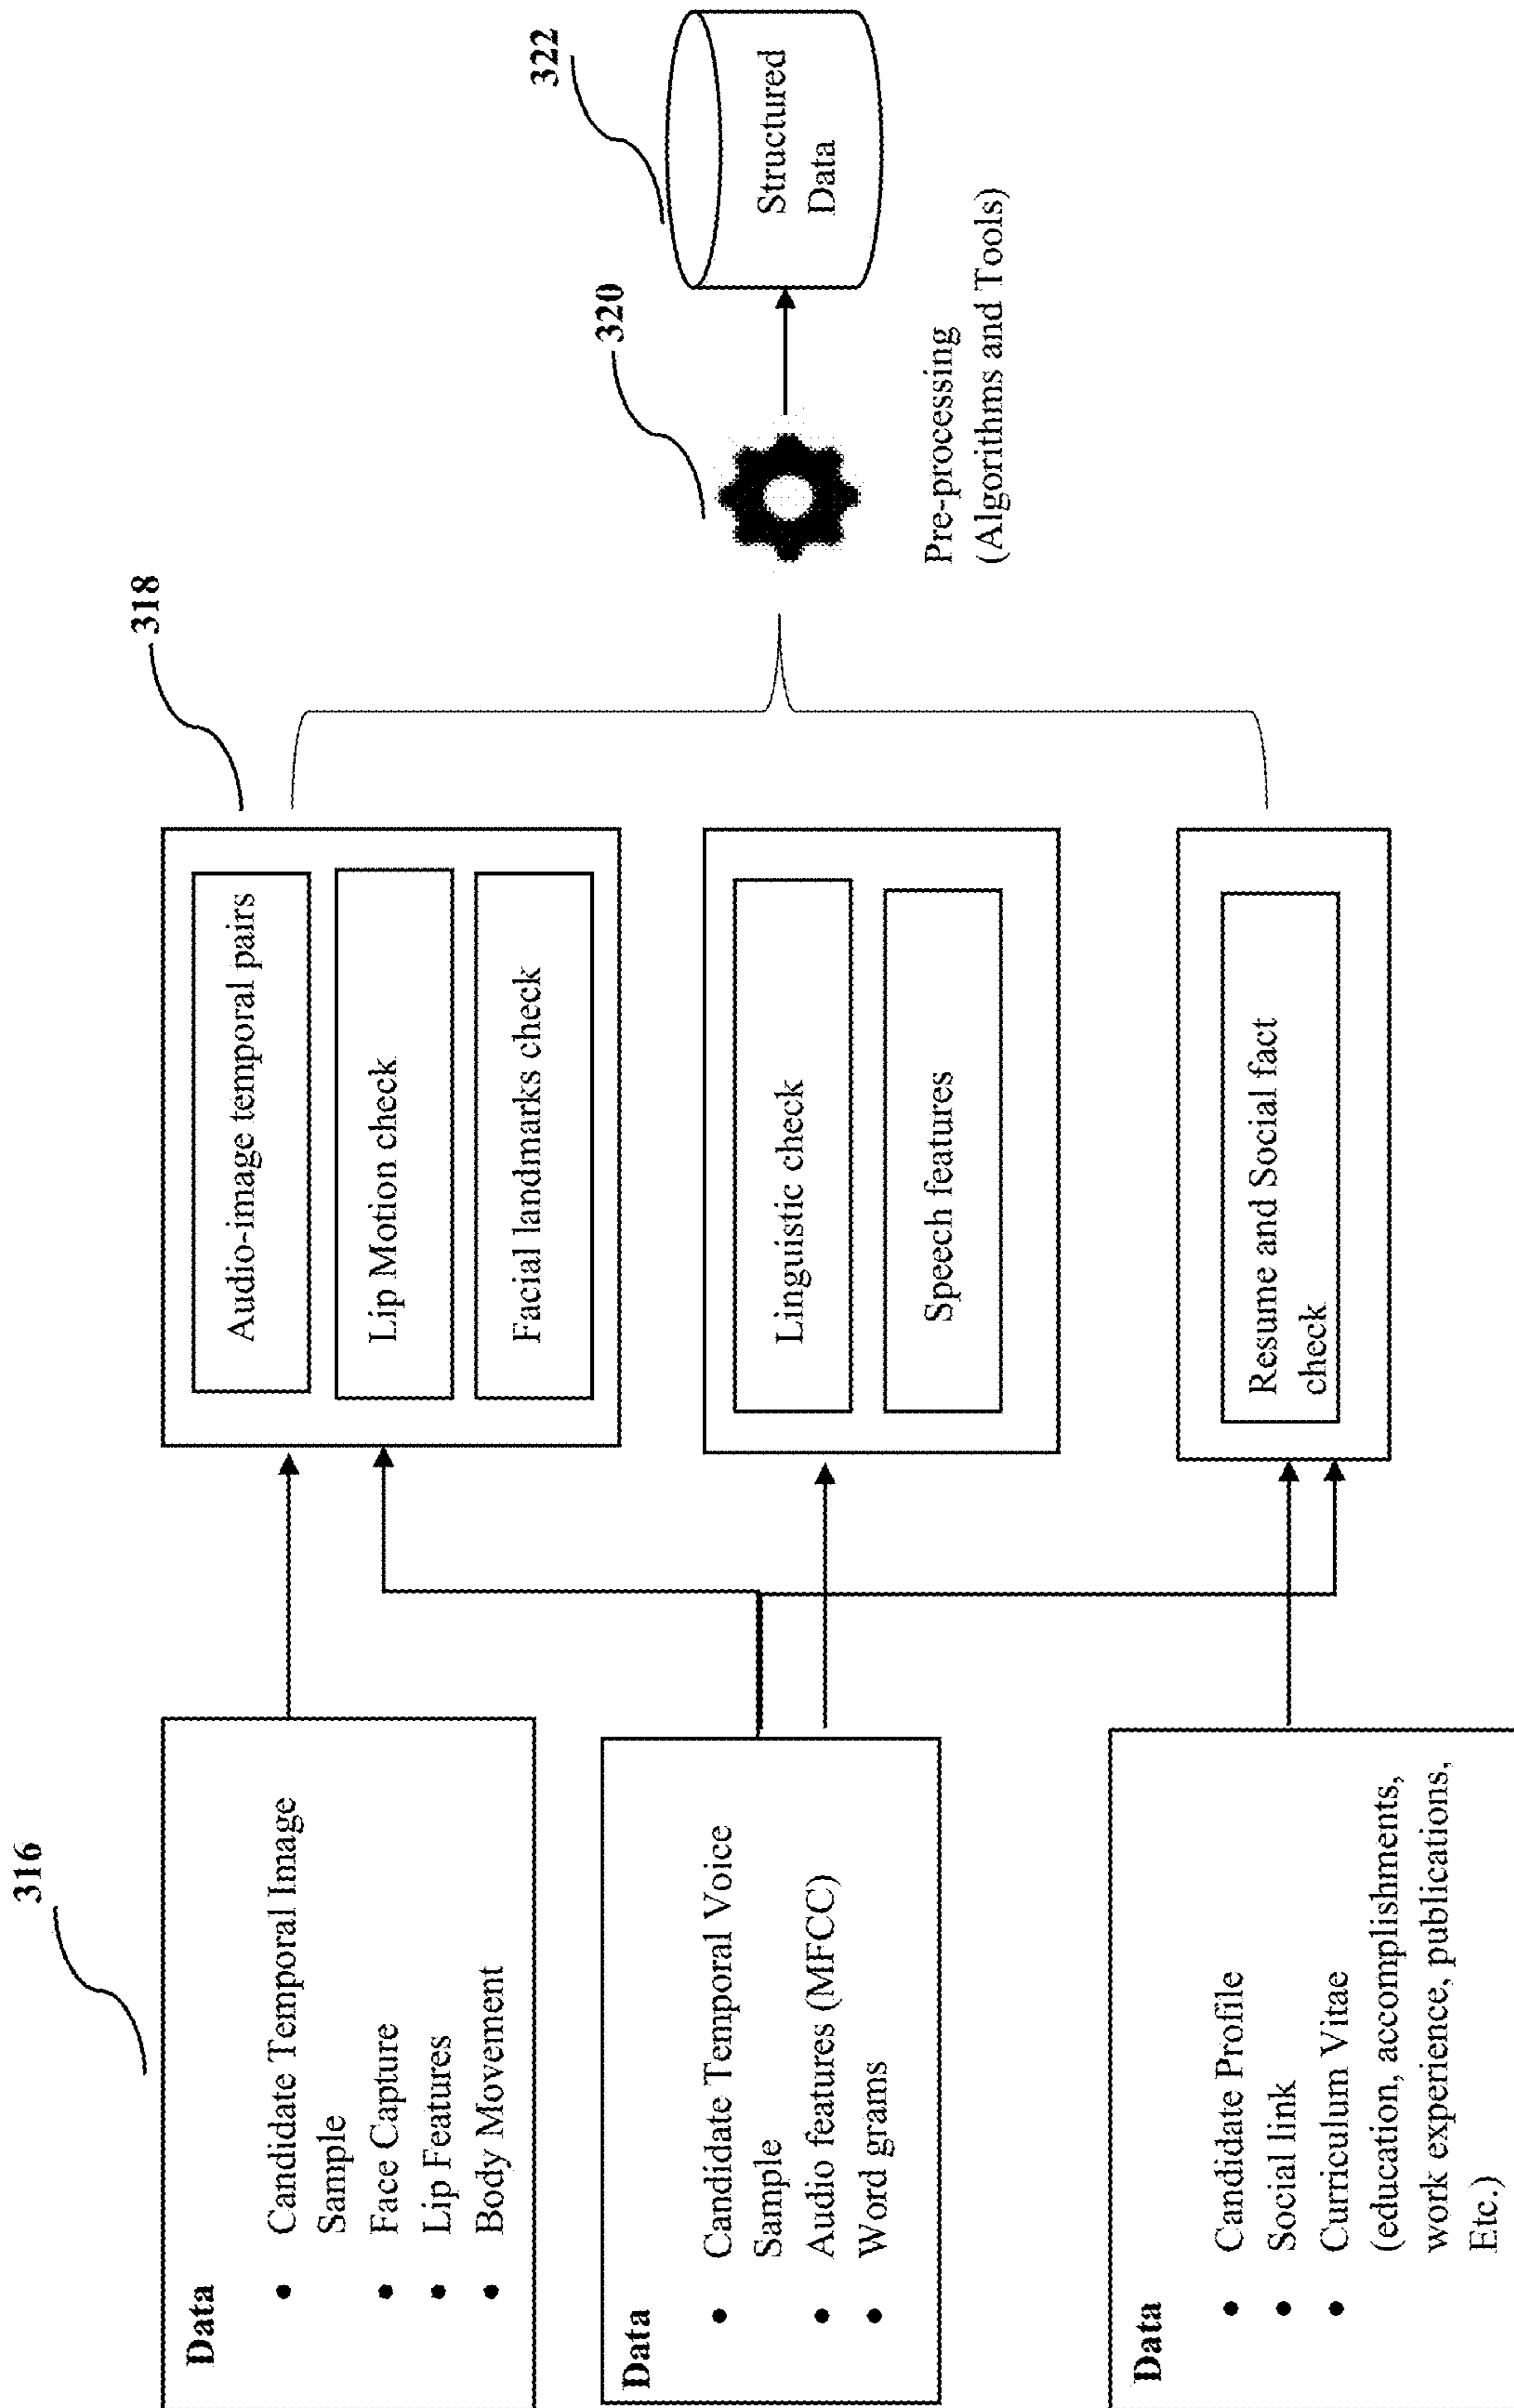 316
Data
• Candidate Temporal Image
Sample
• Face Capture
• Lip Features
• Body Movement
Data
• Candidate Temporal Voice
Sample
• Audio features (MFCC)
• Word grams
Data
• Candidate Profile
• Social link
• Curriculum Vitae
(education, accomplishments,
work experience, publications,
Etc.)
318
Audio-image temporal pairs
Lip Motion check
Facial landmarks check
Linguistic check
Speech features
Resume and Social fact
check
320
Pre-processing
(Algorithms and Tools)
322
Structured
Data